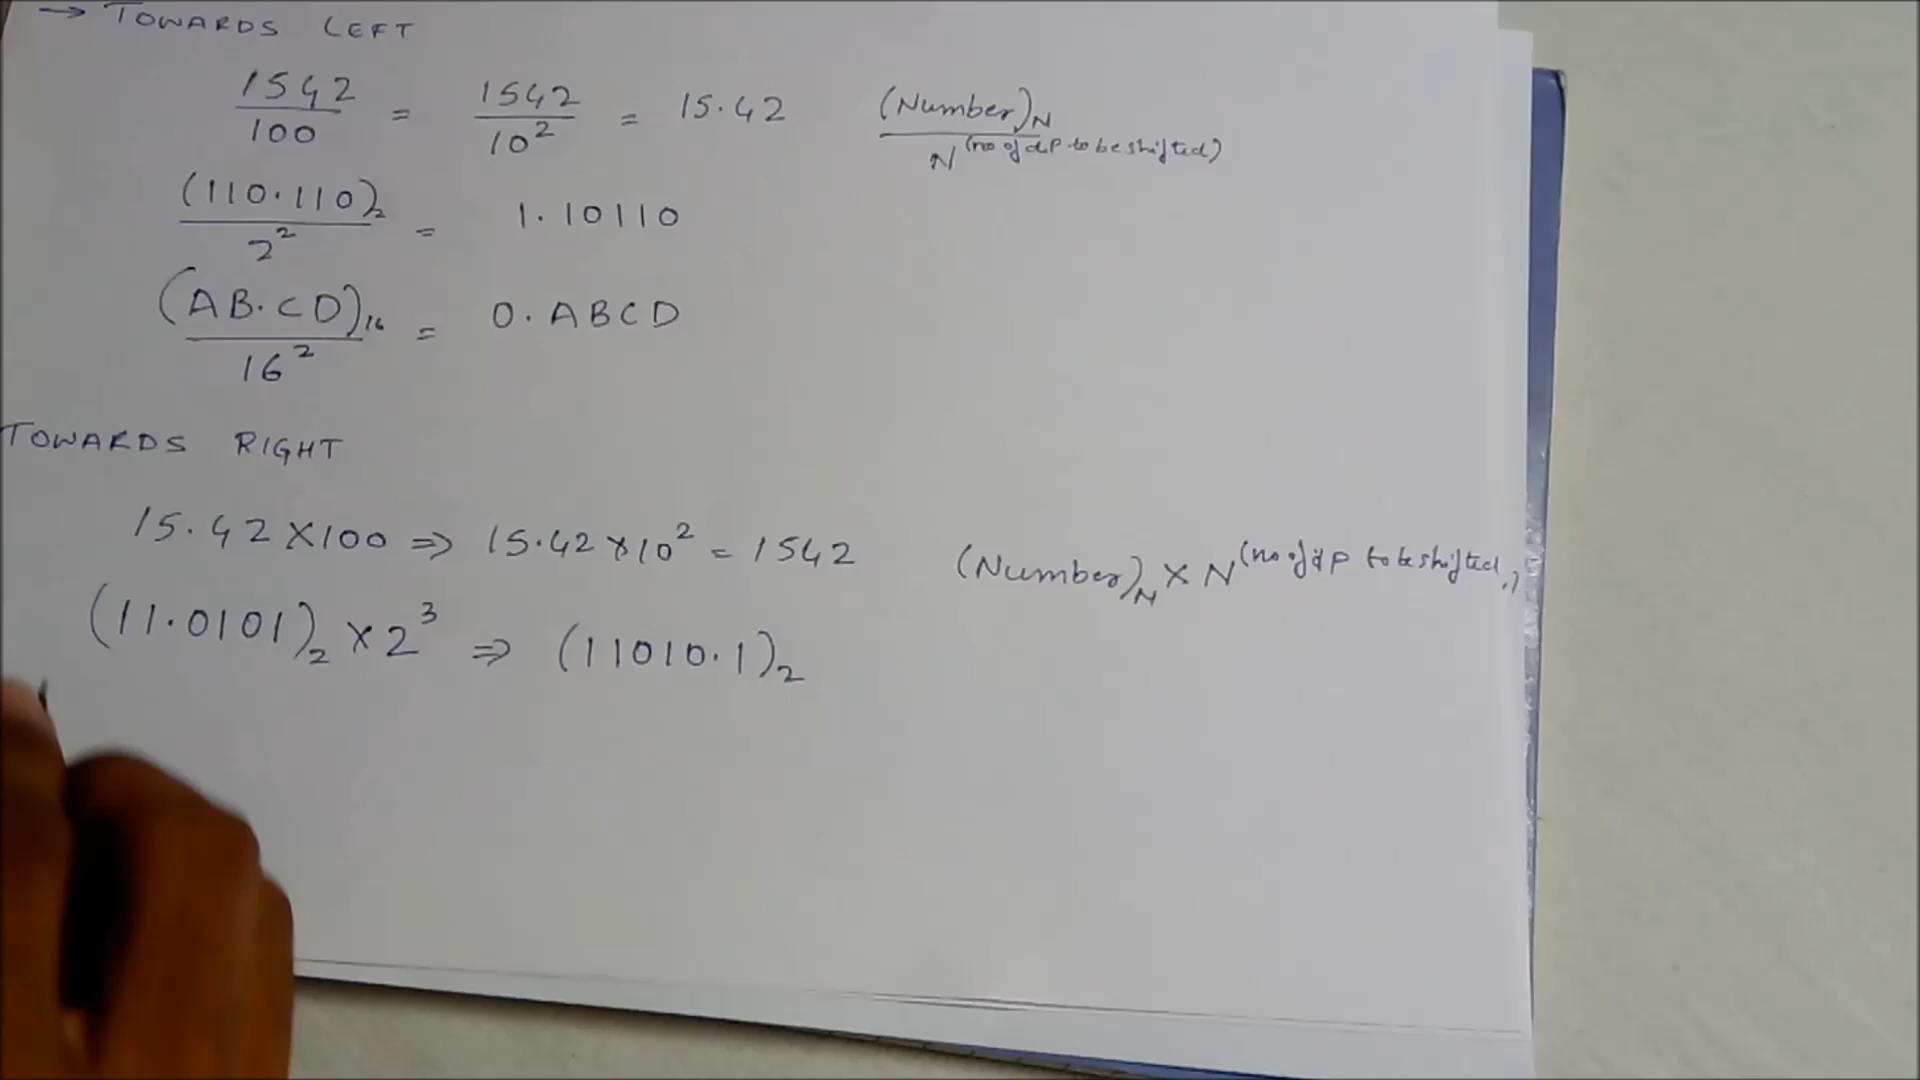 → TOWARDS LEFT
1542 / 100 = 1542 / 10² = 15.42 (Number)N / N^(no of d.P to be shifted)
(110.110)₂ / 2² = 1.10110
(AB.CD)₁₆ / 16² = 0.ABCD
TOWARDS RIGHT
15.42 X 100 ⇒ 15.42 X 10² = 1542 (Number)N X N^(no of d P to be shifted)
(11.0101)₂ X 2³ ⇒ (11010.1)₂